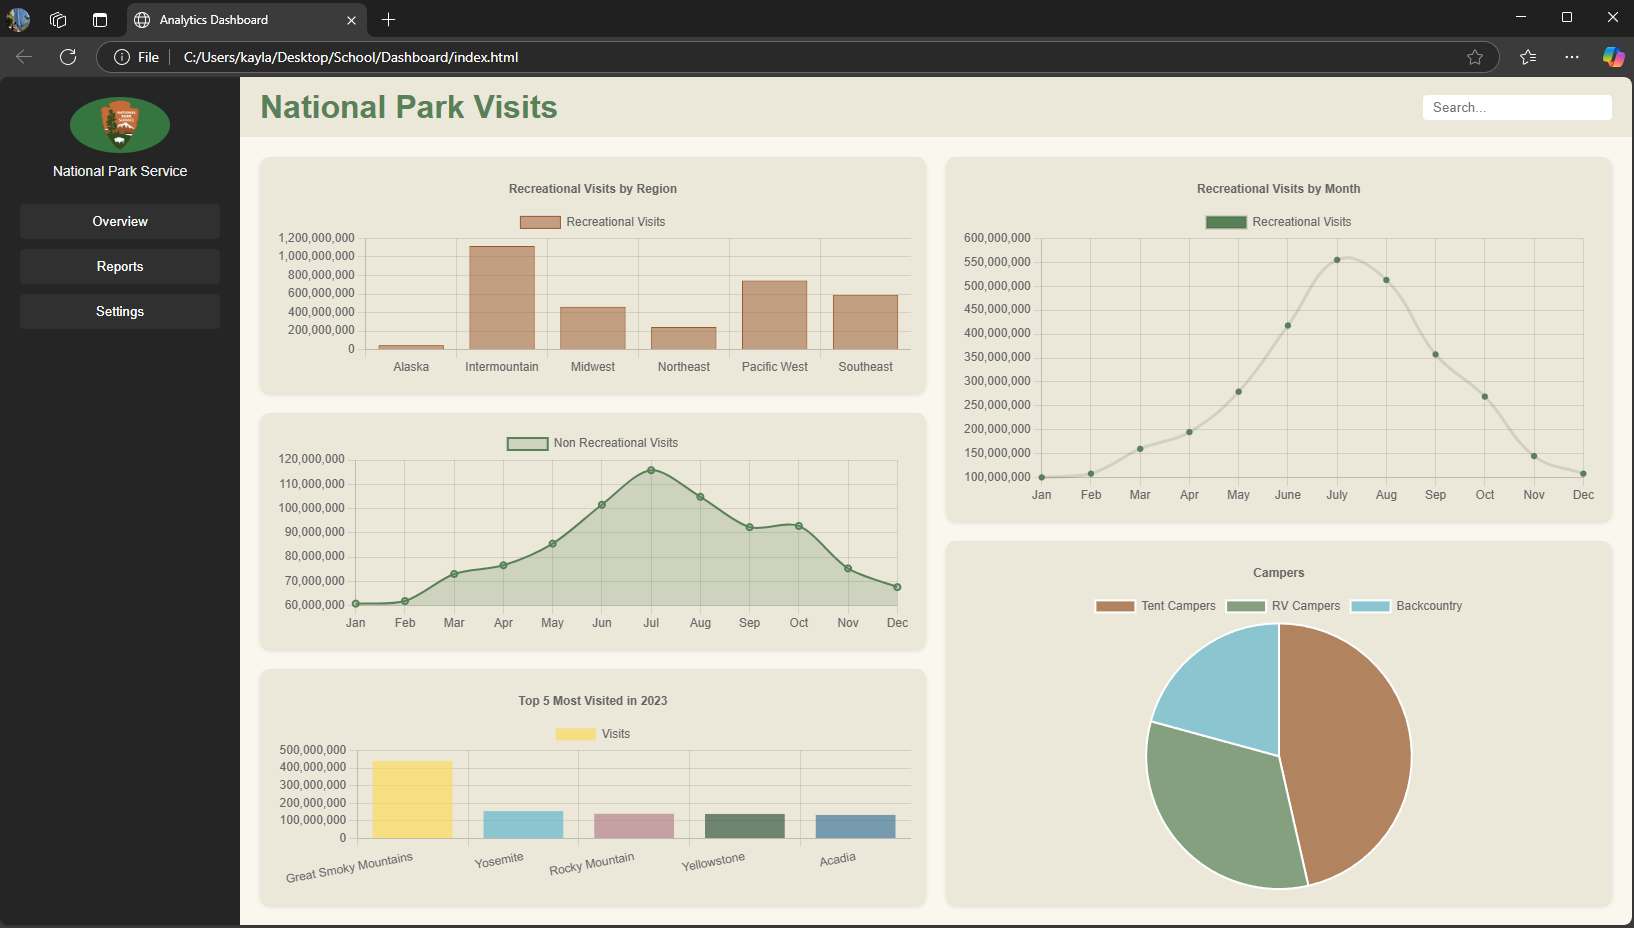 Analytics Dashboard
File
C:/Users/kayla/Desktop/School/Dashboard/index.html
National Park Service
Overview
Reports
Settings
National Park Visits
Search...
Recreational Visits by Region
Recreational Visits
1,200,000,000
1,000,000,000
800,000,000
600,000,000
400,000,000
200,000,000
0
Alaska Intermountain Midwest Northeast Pacific West Southeast
Non Recreational Visits
120,000,000
110,000,000
100,000,000
90,000,000
80,000,000
70,000,000
60,000,000
Jan Feb Mar Apr May Jun Jul Aug Sep Oct Nov Dec
Top 5 Most Visited in 2023
Visits
500,000,000
400,000,000
300,000,000
200,000,000
100,000,000
0
Great Smoky Mountains Yosemite Rocky Mountain Yellowstone Acadia
Recreational Visits by Month
Recreational Visits
600,000,000
550,000,000
500,000,000
450,000,000
400,000,000
350,000,000
300,000,000
250,000,000
200,000,000
150,000,000
100,000,000
Jan Feb Mar Apr May June July Aug Sep Oct Nov Dec
Campers
Tent Campers RV Campers Backcountry